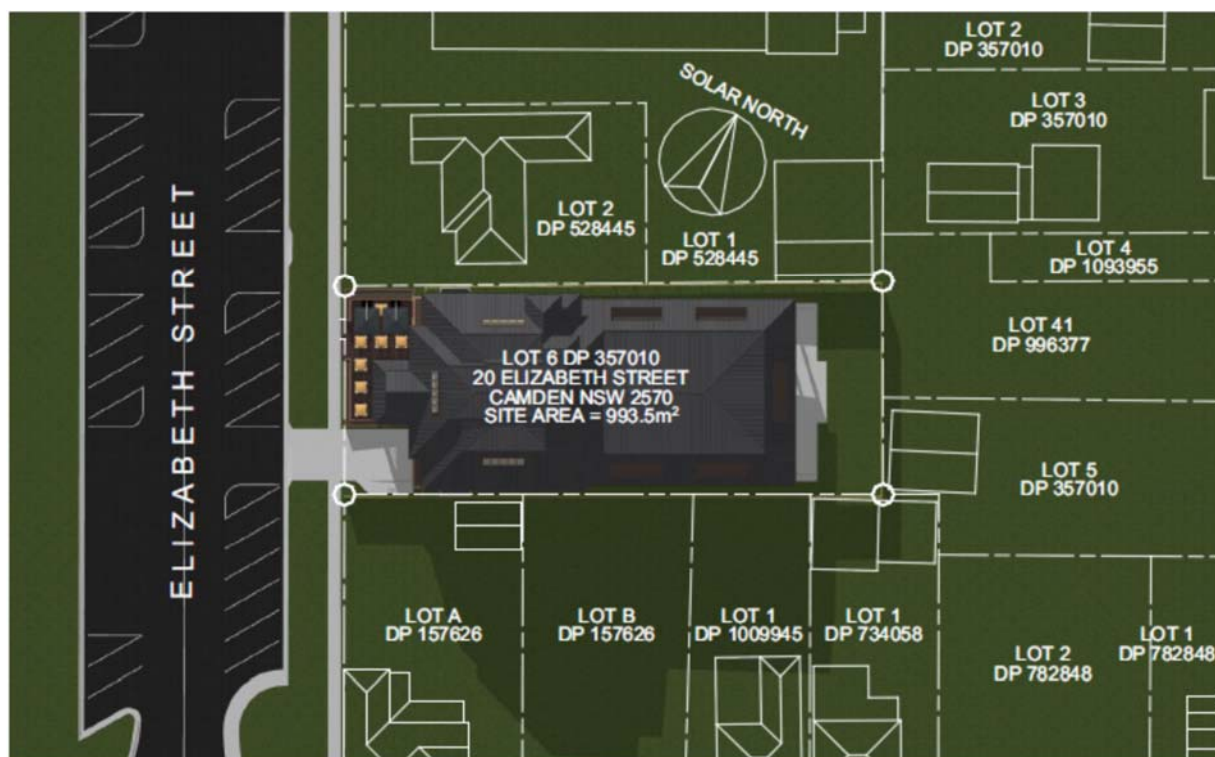 LOT 2
DP 357010
SOLAR NORTH
LOT 3
DP 357010
LOT 2
DP 528445
LOT 1
DP 528445
LOT 4
DP 1093955
ELIZABETH STREET
LOT 6 DP 357010
20 ELIZABETH STREET
CAMDEN NSW 2570
SITE AREA = 993.5m²
LOT 41
DP 996377
LOT 5
DP 357010
LOT A
DP 157626
LOT B
DP 157626
LOT 1
DP 1009945
LOT 1
DP 734058
LOT 2
DP 782848
LOT 1
DP 782848